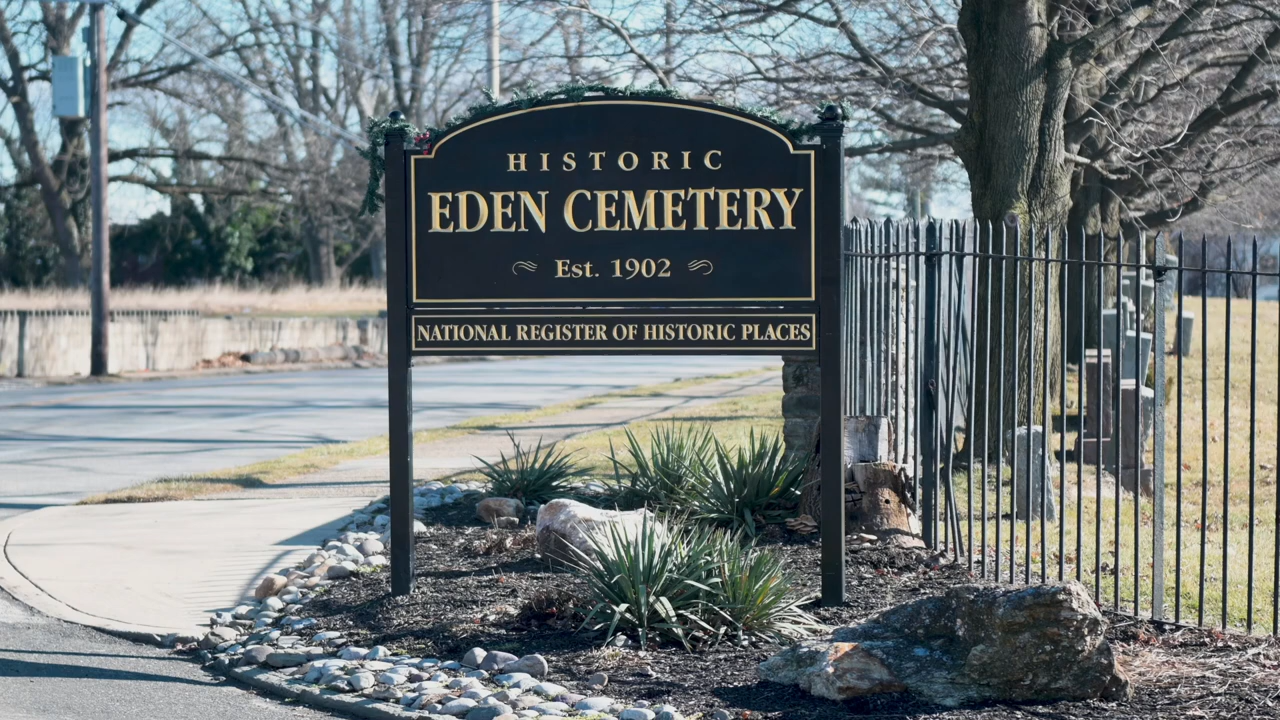 HISTORIC
EDEN CEMETERY
Est. 1902
NATIONAL REGISTER OF HISTORIC PLACES